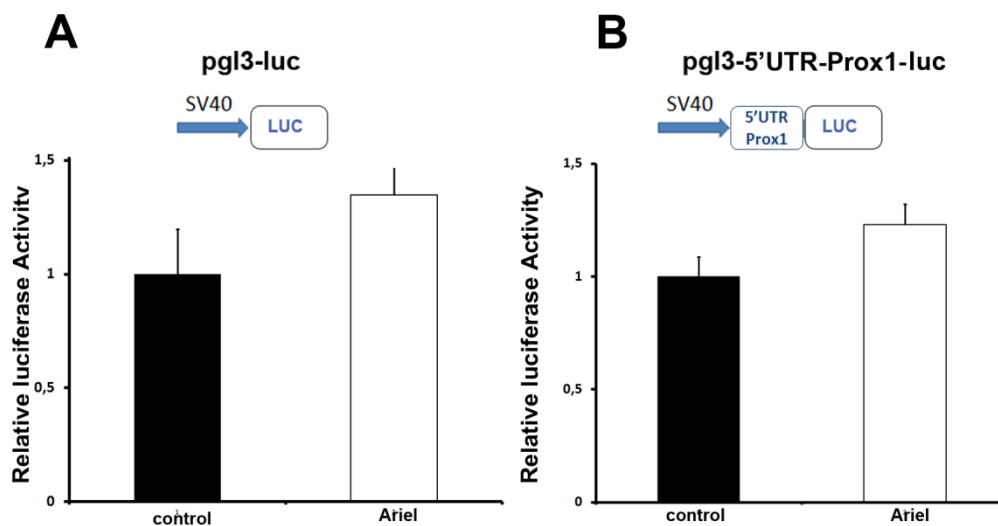 A
pgl3-luc
SV40
LUC
1,5
1
0,5
0
Relative luciferase Activity
control
Ariel
B
pgl3-5'UTR-Prox1-luc
SV40
5'UTR
Prox1
LUC
1,5
1
0,5
0
Relative luciferase Activity
control
Ariel